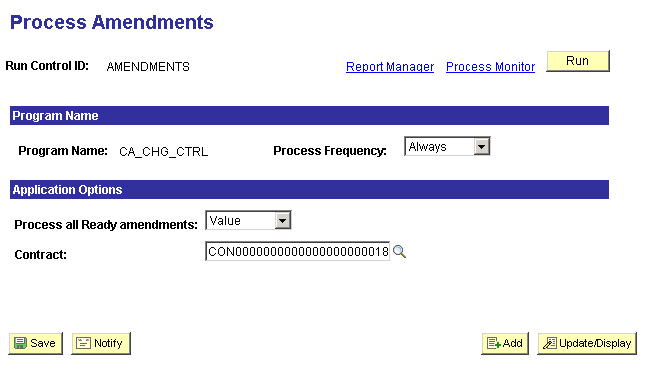 Process Amendments
Run Control ID: AMENDMENTS Report Manager Process Monitor Run
Program Name
Program Name: CA_CHG_CTRL Process Frequency: Always
Application Options
Process all Ready amendments: Value
Contract: CON0000000000000000000018
Save Notify Add Update/Display